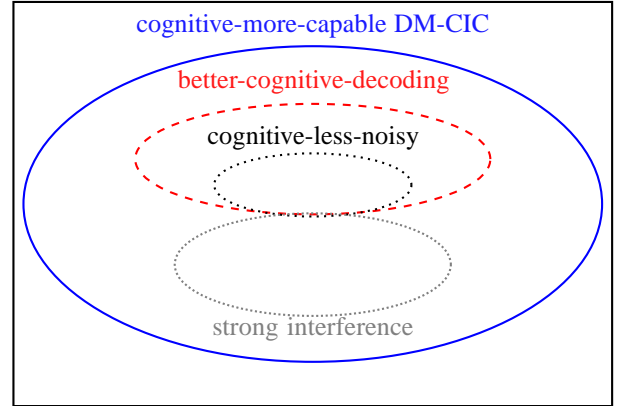 cognitive-more-capable DM-CIC
better-cognitive-decoding
cognitive-less-noisy
strong interference